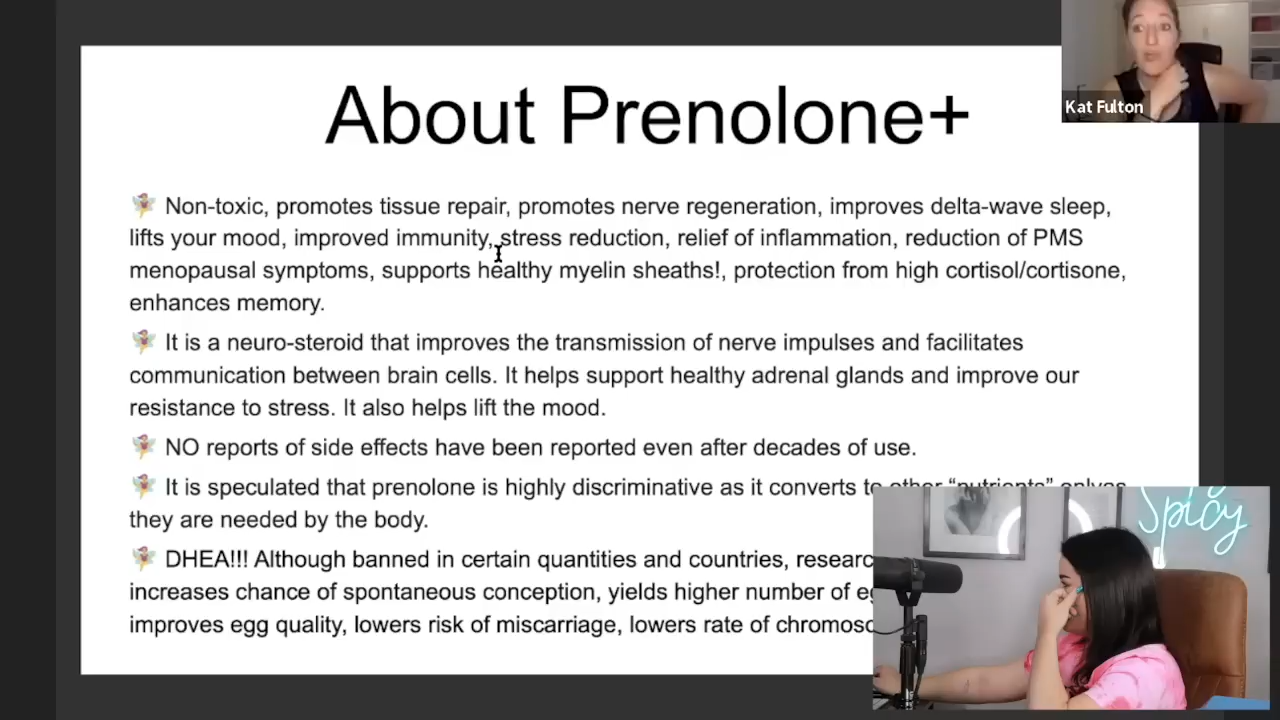 About Prenolone+
Kat Fulton
Non-toxic, promotes tissue repair, promotes nerve regeneration, improves delta-wave sleep,
lifts your mood, improved immunity, stress reduction, relief of inflammation, reduction of PMS
menopausal symptoms, supports healthy myelin sheaths!, protection from high cortisol/cortisone,
enhances memory.
It is a neuro-steroid that improves the transmission of nerve impulses and facilitates
communication between brain cells. It helps support healthy adrenal glands and improve our
resistance to stress. It also helps lift the mood.
NO reports of side effects have been reported even after decades of use.
It is speculated that prenolone is highly discriminative as it converts to other “nutrients”
they are needed by the body.
DHEA!!! Although banned in certain quantities and countries,
increases chance of spontaneous conception, yields higher number of
improves egg quality, lowers risk of miscarriage, lowers rate of
Spicy